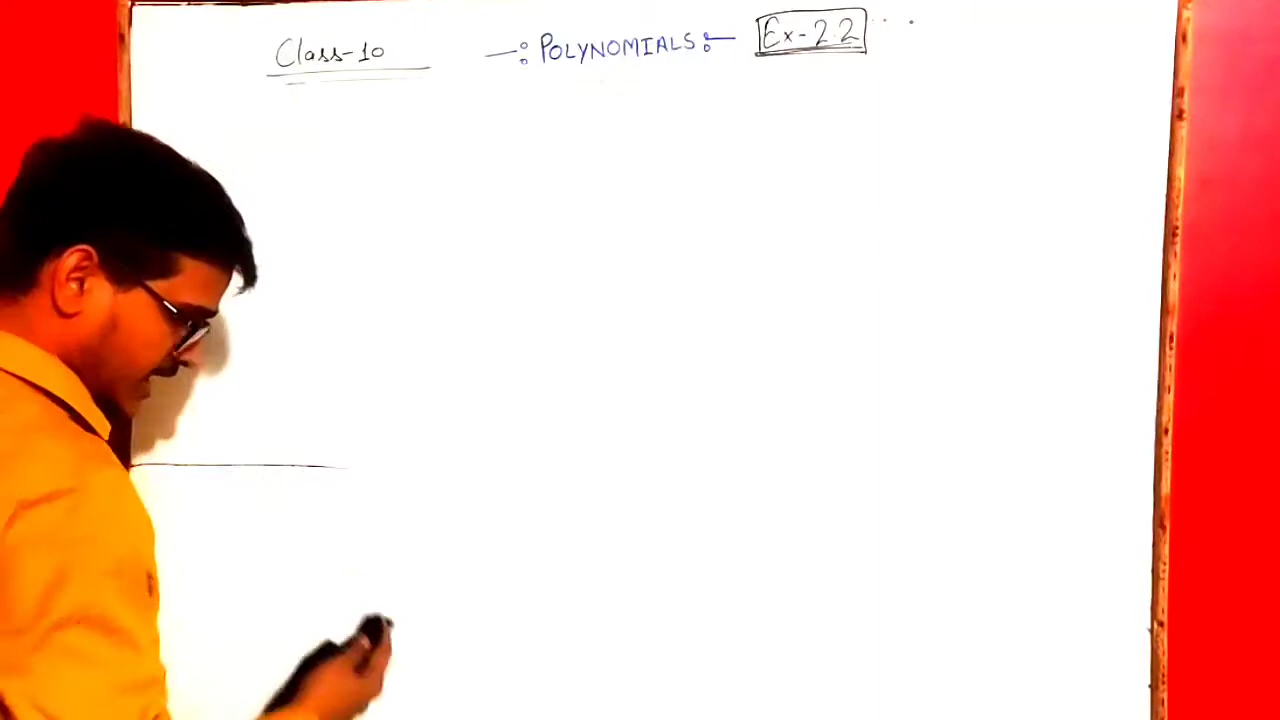 Class-10 —: POLYNOMIALS :— Ex-2.2